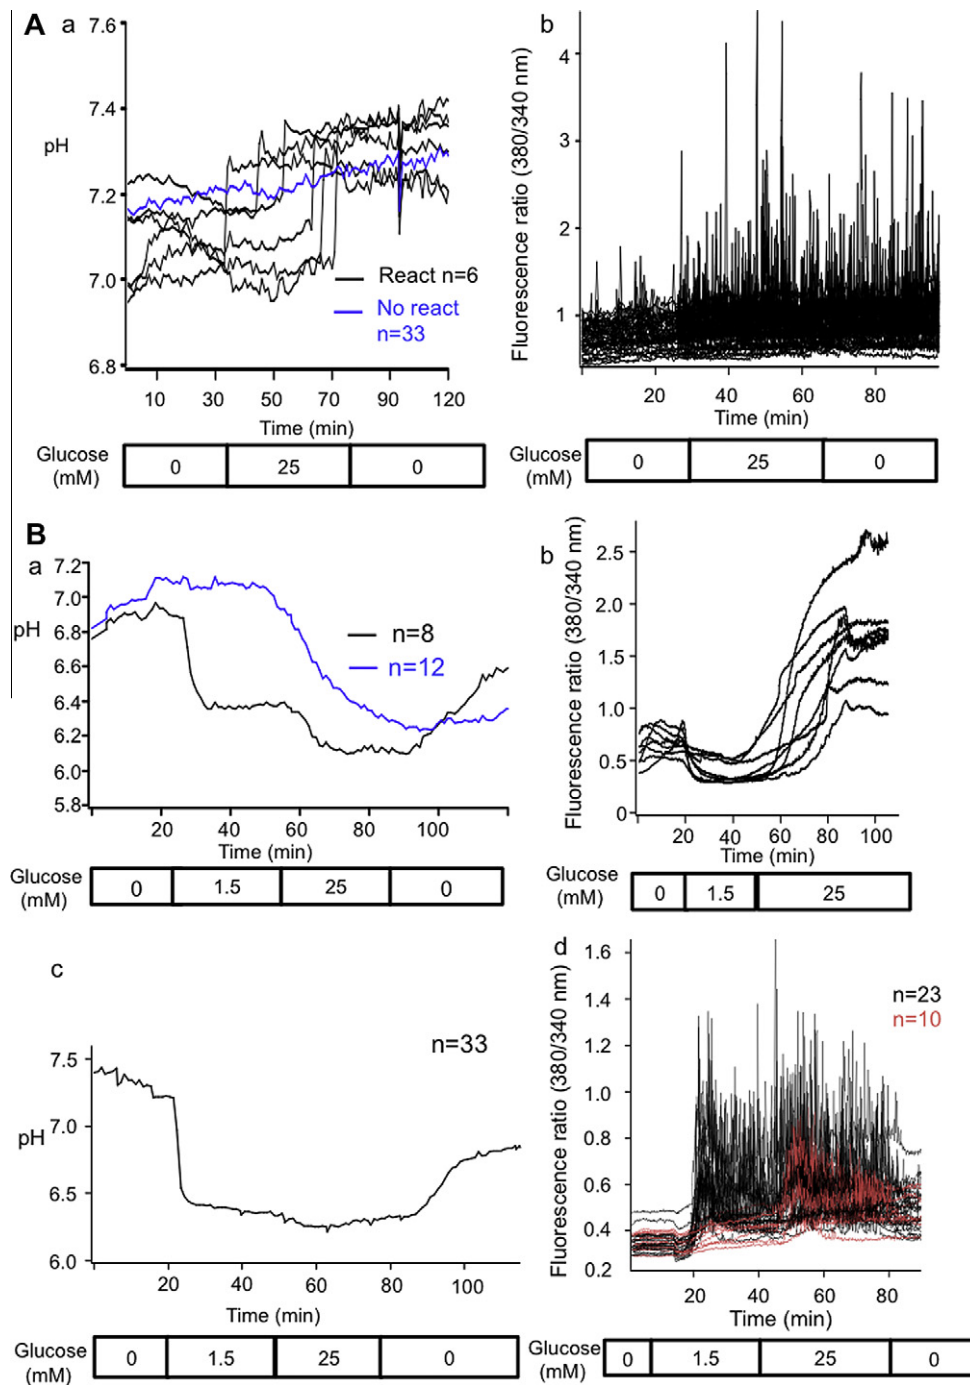 A
a
7.6
7.4
pH
7.2
7.0
6.8
React n=6
No react
n=33
10 30 50 70 90 120
Time (min)
Glucose
(mM)
0 25 0
b
Fluorescence ratio (380/340 nm)
4
3
2
1
20 40 60 80
Time (min)
Glucose
(mM)
0 25 0
B
a
7.2
7.0
pH
6.8
6.6
6.4
6.2
6.0
5.8
n=8
n=12
20 40 60 80 100
Time (min)
Glucose
(mM)
0 1.5 25 0
b
Fluorescence ratio (380/340 nm)
2.5
2.0
1.5
1.0
0.5
0
20 40 60 80 100
Time (min)
Glucose
(mM)
0 1.5 25
c
n=33
7.5
7.0
pH
6.5
6.0
20 40 60 80 100
Time (min)
Glucose
(mM)
0 1.5 25 0
d
Fluorescence ratio (380/340 nm)
1.6
1.4
1.2
1.0
0.8
0.6
0.4
0.2
n=23
n=10
20 40 60 80
Time (min)
Glucose
(mM)
0 1.5 25 0